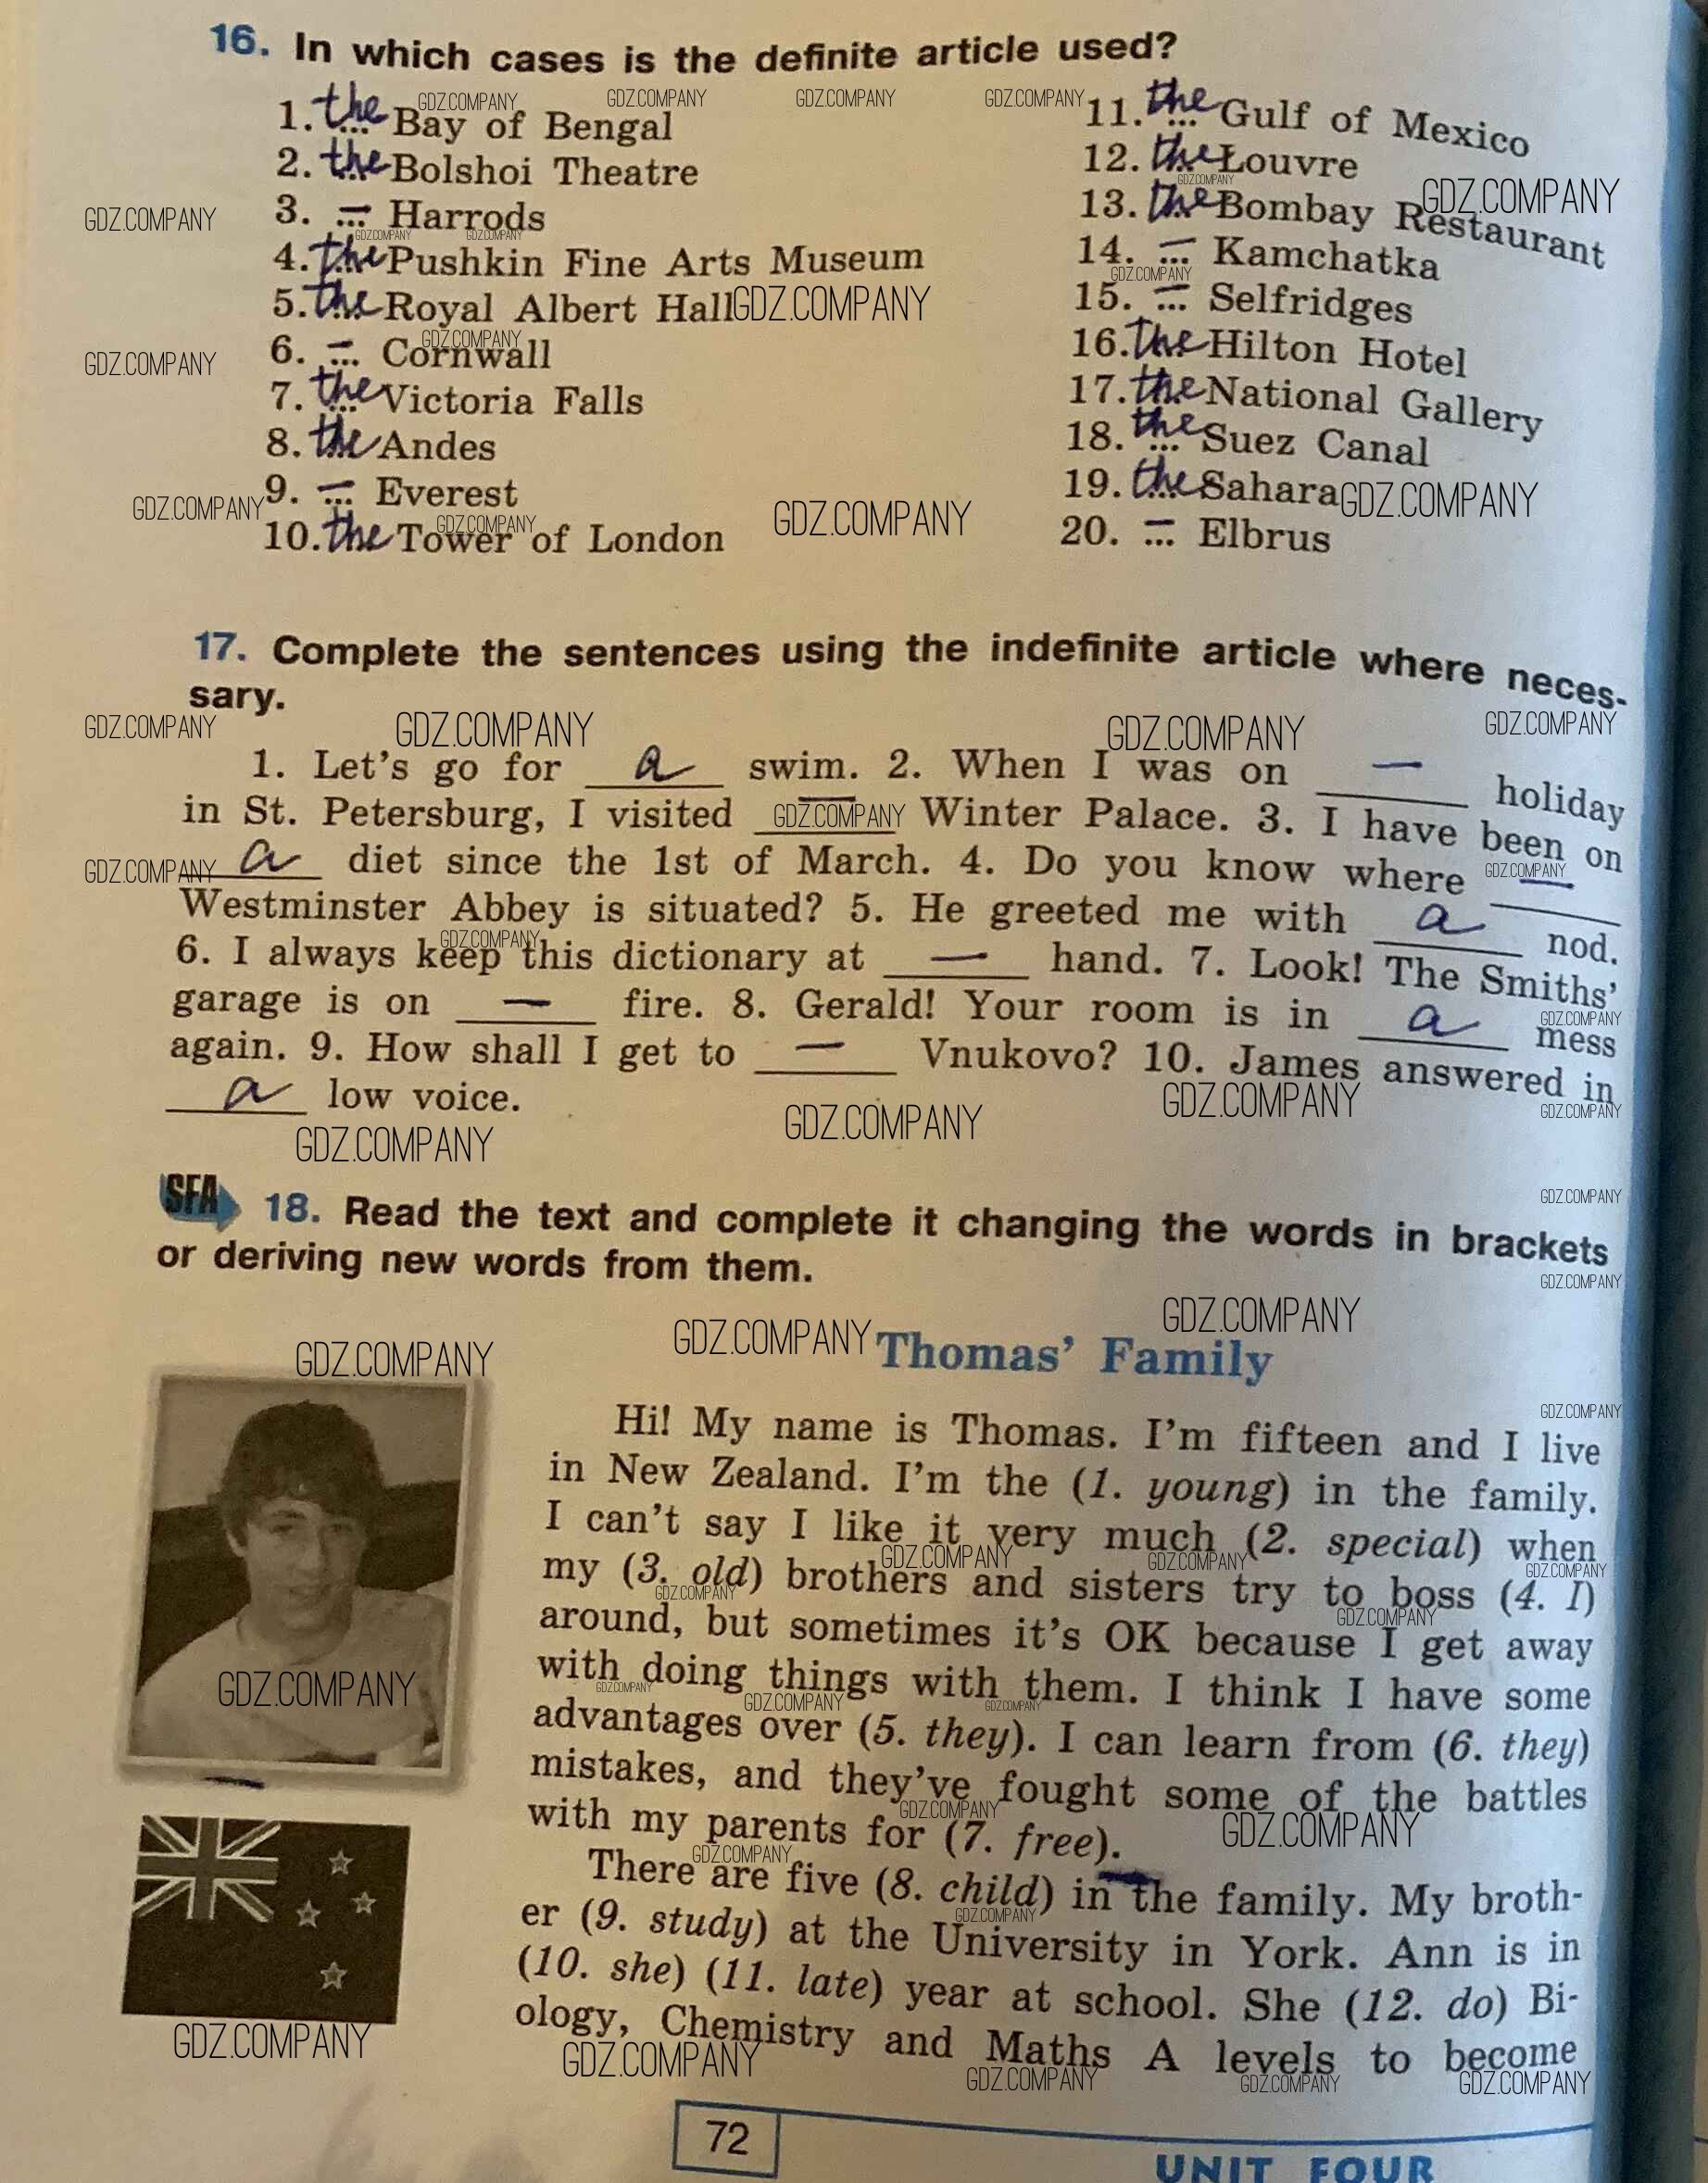 16. In which cases is the definite article used?
1. the Bay of Bengal
2. the Bolshoi Theatre
3. — Harrods
4. the Pushkin Fine Arts Museum
5. the Royal Albert Hall
6. — Cornwall
7. the Victoria Falls
8. the Andes
9. — Everest
10. the Tower of London
11. the Gulf of Mexico
12. the Louvre
13. the Bombay Restaurant
14. — Kamchatka
15. — Selfridges
16. the Hilton Hotel
17. the National Gallery
18. the Suez Canal
19. the Sahara
20. — Elbrus
17. Complete the sentences using the indefinite article where neces-
sary.
1. Let's go for a swim. 2. When I was on — holiday
in St. Petersburg, I visited — Winter Palace. 3. I have been on
a diet since the 1st of March. 4. Do you know where —
Westminster Abbey is situated? 5. He greeted me with a nod.
6. I always keep this dictionary at — hand. 7. Look! The Smiths'
garage is on — fire. 8. Gerald! Your room is in a mess
again. 9. How shall I get to — Vnukovo? 10. James answered in
a low voice.
SFA 18. Read the text and complete it changing the words in brackets
or deriving new words from them.
Thomas' Family
Hi! My name is Thomas. I'm fifteen and I live
in New Zealand. I'm the (1. young) in the family.
I can't say I like it very much (2. special) when
my (3. old) brothers and sisters try to boss (4. I)
around, but sometimes it's OK because I get away
with doing things with them. I think I have some
advantages over (5. they). I can learn from (6. they)
mistakes, and they've fought some of the battles
with my parents for (7. free).
There are five (8. child) in the family. My broth-
er (9. study) at the University in York. Ann is in
(10. she) (11. late) year at school. She (12. do) Bi-
ology, Chemistry and Maths A levels to become
72
UNIT FOUR
GDZ.COMPANY